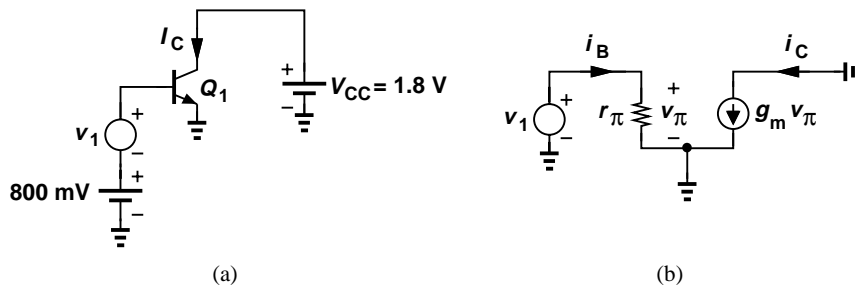 I_C
Q_1
+
V_CC = 1.8 V
−
v_1
+
−
800 mV
+
−
(a)
i_B
i_C
v_1
+
−
r_π
+
v_π
−
g_m v_π
(b)